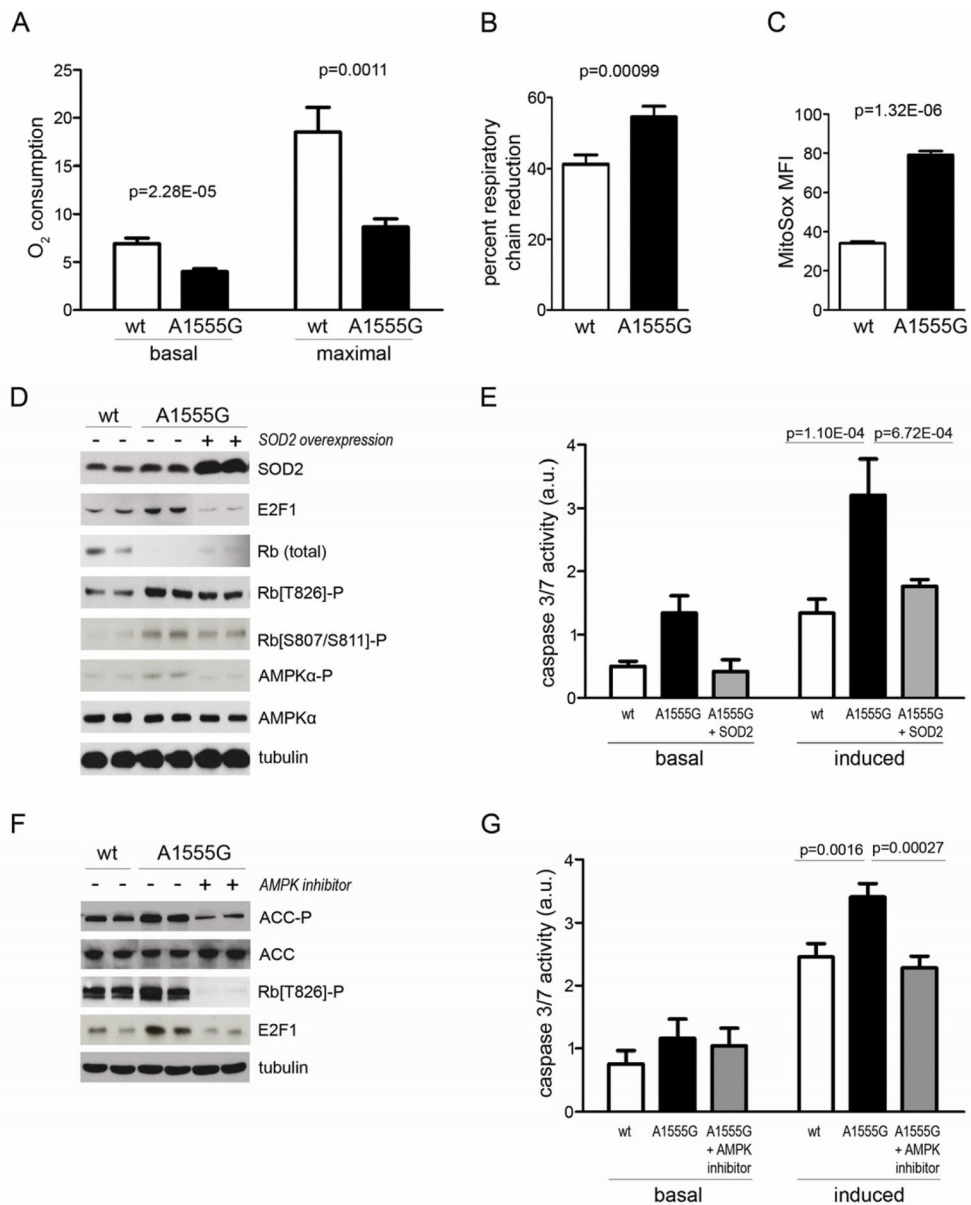 A
O2 consumption
25
20
15
10
5
0
p=2.28E-05
p=0.0011
wt A1555G wt A1555G
basal maximal
B
p=0.00099
percent respiratory
chain reduction
60
40
20
0
wt A1555G
C
p=1.32E-06
MitoSox MFI
100
80
60
40
20
0
wt A1555G
D
wt A1555G
- - - - + + SOD2 overexpression
SOD2
E2F1
Rb (total)
Rb[T826]-P
Rb[S807/S811]-P
AMPKα-P
AMPKα
tubulin
E
p=1.10E-04 p=6.72E-04
caspase 3/7 activity (a.u.)
4
3
2
1
0
wt A1555G A1555G wt A1555G A1555G
+ SOD2 + SOD2
basal induced
F
wt A1555G
- - - - + + AMPK inhibitor
ACC-P
ACC
Rb[T826]-P
E2F1
tubulin
G
p=0.0016 p=0.00027
caspase 3/7 activity (a.u.)
4
3
2
1
0
wt A1555G A1555G wt A1555G A1555G
+ AMPK + AMPK
inhibitor inhibitor
basal induced